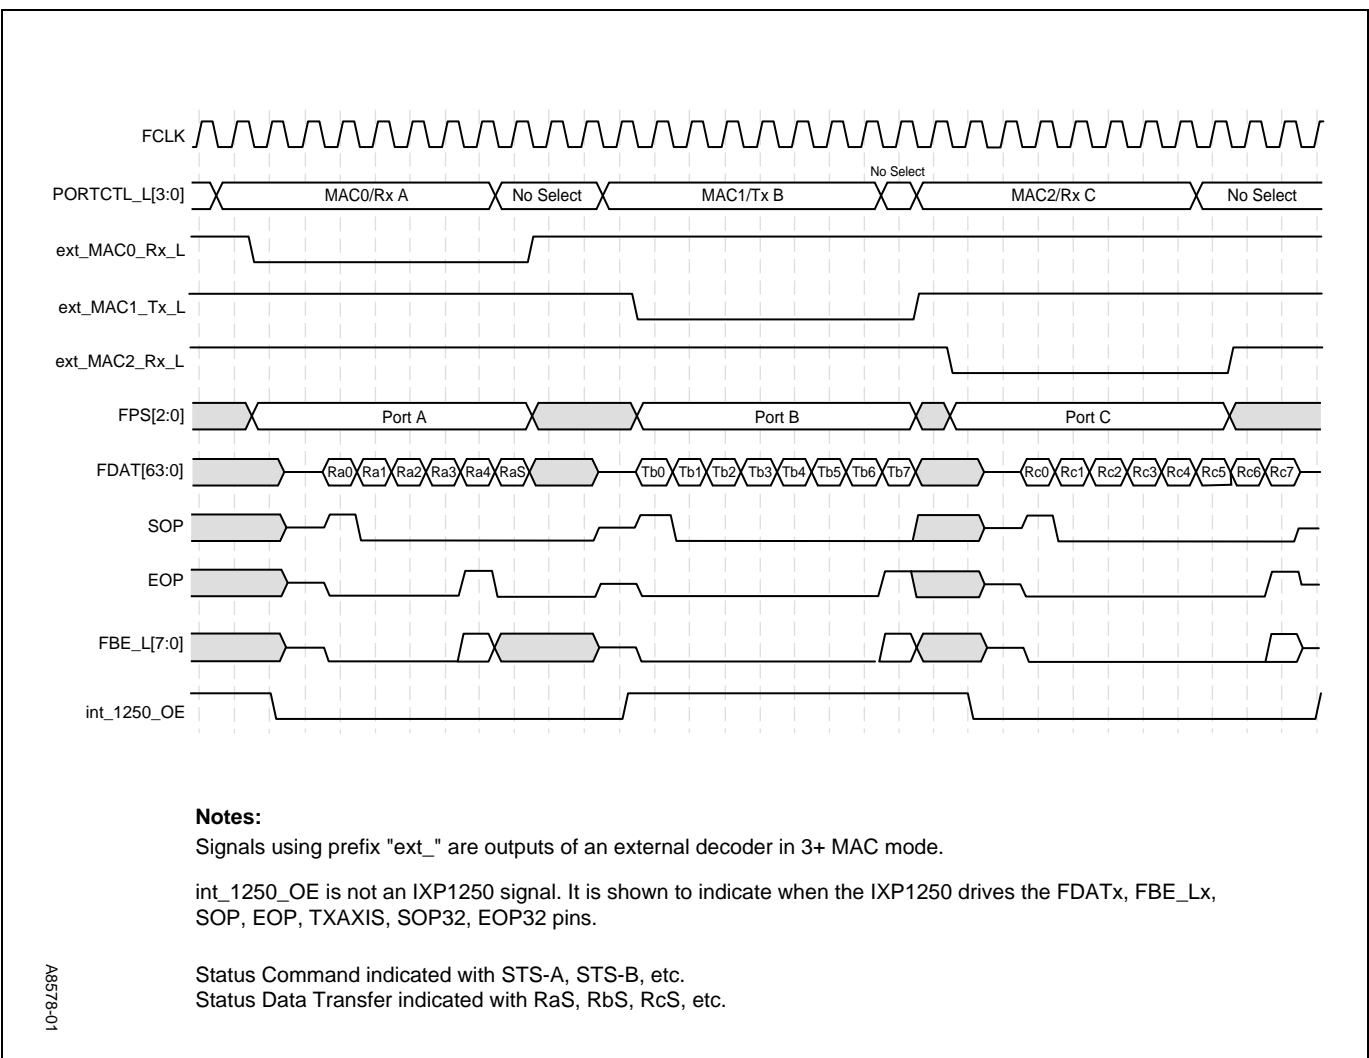 FCLK
No Select
PORTCTL_L[3:0] MAC0/Rx A No Select MAC1/Tx B MAC2/Rx C No Select
ext_MAC0_Rx_L
ext_MAC1_Tx_L
ext_MAC2_Rx_L
FPS[2:0] Port A Port B Port C
FDAT[63:0] Ra0 Ra1 Ra2 Ra3 Ra4 RaS Tb0 Tb1 Tb2 Tb3 Tb4 Tb5 Tb6 Tb7 Rc0 Rc1 Rc2 Rc3 Rc4 Rc5 Rc6 Rc7
SOP
EOP
FBE_L[7:0]
int_1250_OE
Notes:
Signals using prefix "ext_" are outputs of an external decoder in 3+ MAC mode.
int_1250_OE is not an IXP1250 signal. It is shown to indicate when the IXP1250 drives the FDATx, FBE_Lx,
SOP, EOP, TXAXIS, SOP32, EOP32 pins.
Status Command indicated with STS-A, STS-B, etc.
Status Data Transfer indicated with RaS, RbS, RcS, etc.
A8578-01